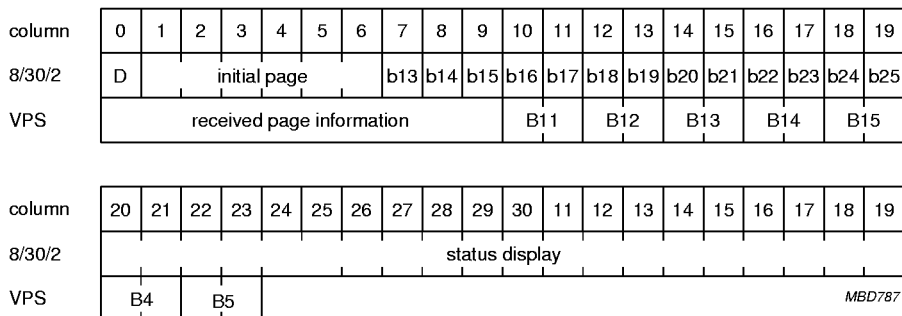 column 0 1 2 3 4 5 6 7 8 9 10 11 12 13 14 15 16 17 18 19
8/30/2 D initial page b13 b14 b15 b16 b17 b18 b19 b20 b21 b22 b23 b24 b25
VPS received page information B11 B12 B13 B14 B15
column 20 21 22 23 24 25 26 27 28 29 30 11 12 13 14 15 16 17 18 19
8/30/2 status display
VPS B4 B5 MBD787